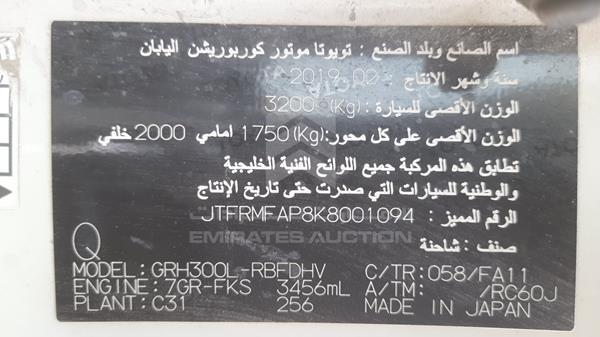 اسم الصانع وبلد الصنع : تويوتا موتور كوربوريشن اليابان
سنة وشهر الانتاج : 2019.02
الوزن الأقصى للسيارة :(Kg)3200
الوزن الأقصى على كل محور:(Kg)1750 امامي 2000 خلفي
تطابق هذه المركبة جميع اللوائح الفنية الخليجية
والوطنية للسيارات التي صدرت حتى تاريخ الإنتاج
الرقم المميز : JTFRMFAP8K8001094
EMIRATES AUCTION
صنف : شاحنة
Q
MODEL: GRH300L-RBFDHV C/TR: 058/FA11
ENGINE: 7GR-FKS 3456mL A/TM: /RC60J
PLANT: C31 256 MADE IN JAPAN